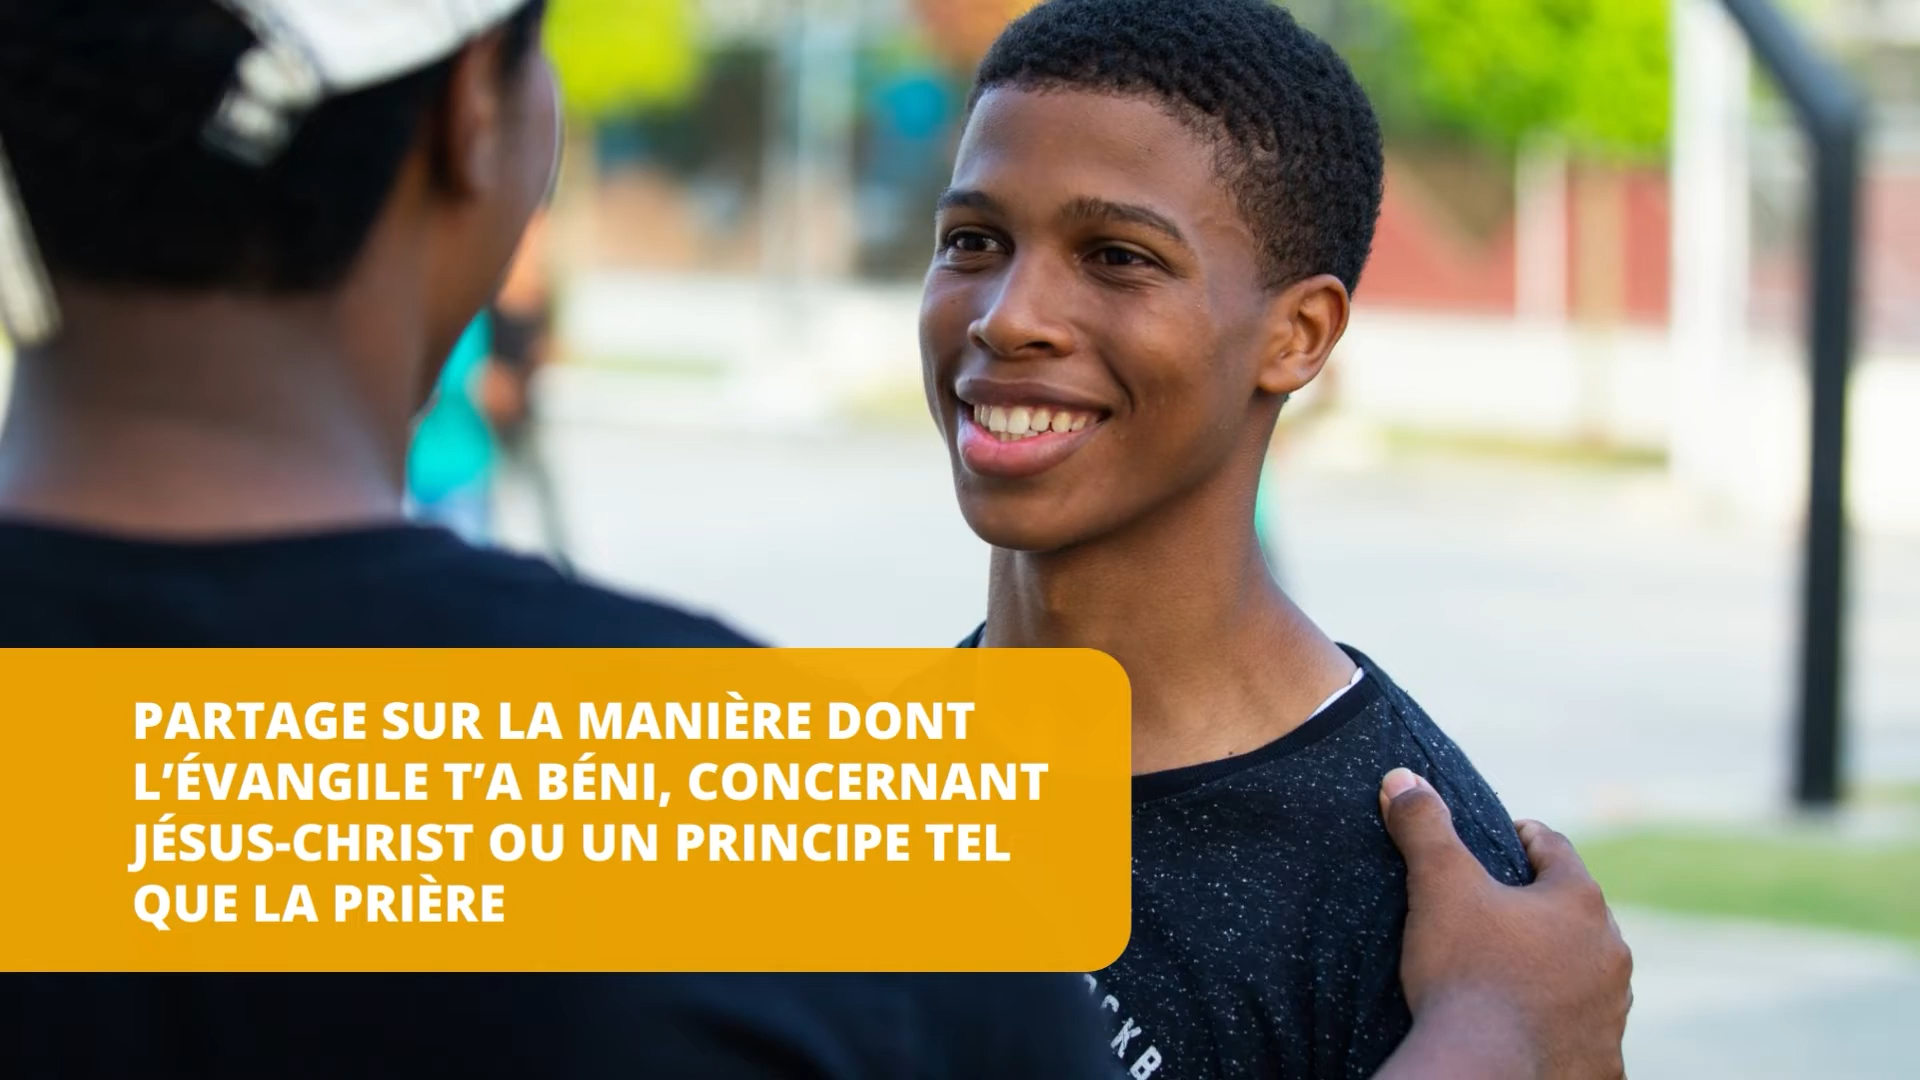 PARTAGE SUR LA MANIÈRE DONT
L’ÉVANGILE T’A BÉNI, CONCERNANT
JÉSUS-CHRIST OU UN PRINCIPE TEL
QUE LA PRIÈRE